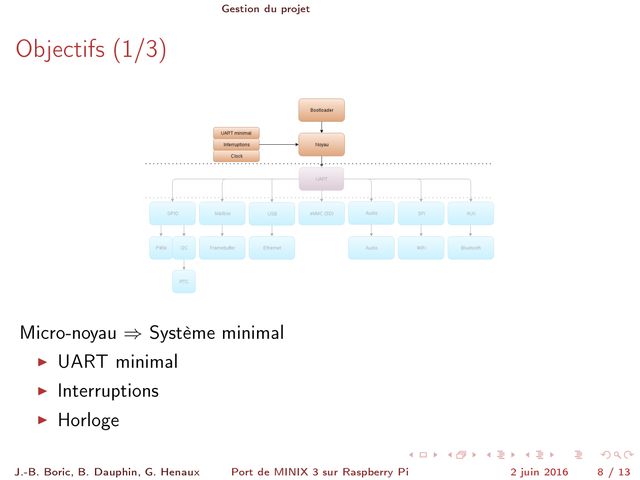 Gestion du projet
Objectifs (1/3)
Bootloader
UART minimal
Interruptions
Noyau
Clock
UART
GPIO
Mailbox
USB
eMMC (SD)
Audio
SPI
AUX
PWM
I2C
Framebuffer
Ethernet
Audio
WiFi
Bluetooth
RTC
Micro-noyau ⇒ Système minimal
UART minimal
Interruptions
Horloge
J.-B. Boric, B. Dauphin, G. Henaux Port de MINIX 3 sur Raspberry Pi 2 juin 2016 8 / 13